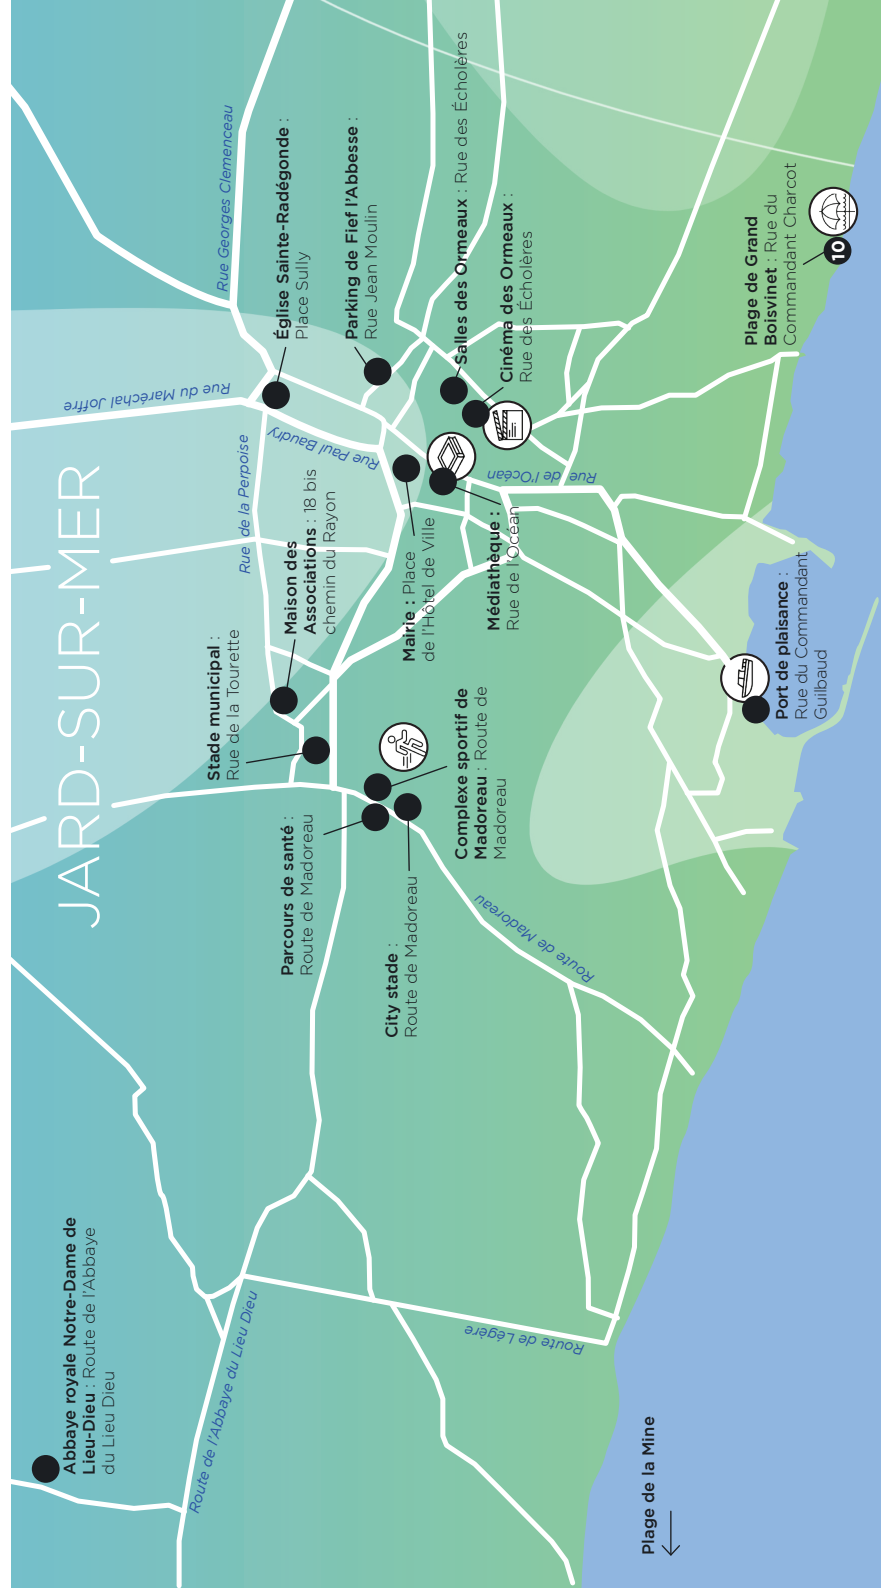 JARD-SUR-MER
Abbaye royale Notre-Dame de
Lieu-Dieu : Route de l'Abbaye
du Lieu Dieu
Route de l'Abbaye du Lieu Dieu
Plage de la Mine
Route de Légère
Parcours de santé :
Route de Madoreau
City stade :
Route de Madoreau
Route de Madoreau
Stade municipal :
Rue de la Tourette
Complexe sportif de
Madoreau : Route de
Madoreau
Maison des
Associations : 18 bis
chemin du Rayon
Rue de la Perpoise
Rue du Maréchal Joffre
Rue Paul Baudry
Mairie : Place
de l'Hôtel de Ville
Médiathèque :
Rue de l'Océan
Rue de l'Océan
Port de plaisance :
Rue du Commandant
Guilbaud
Rue Georges Clemenceau
Église Sainte-Radégonde :
Place Sully
Parking de Fief l'Abbesse :
Rue Jean Moulin
Salles des Ormeaux : Rue des Écholères
Cinéma des Ormeaux :
Rue des Écholères
Plage de Grand
Boisvinet : Rue du
Commandant Charcot
10